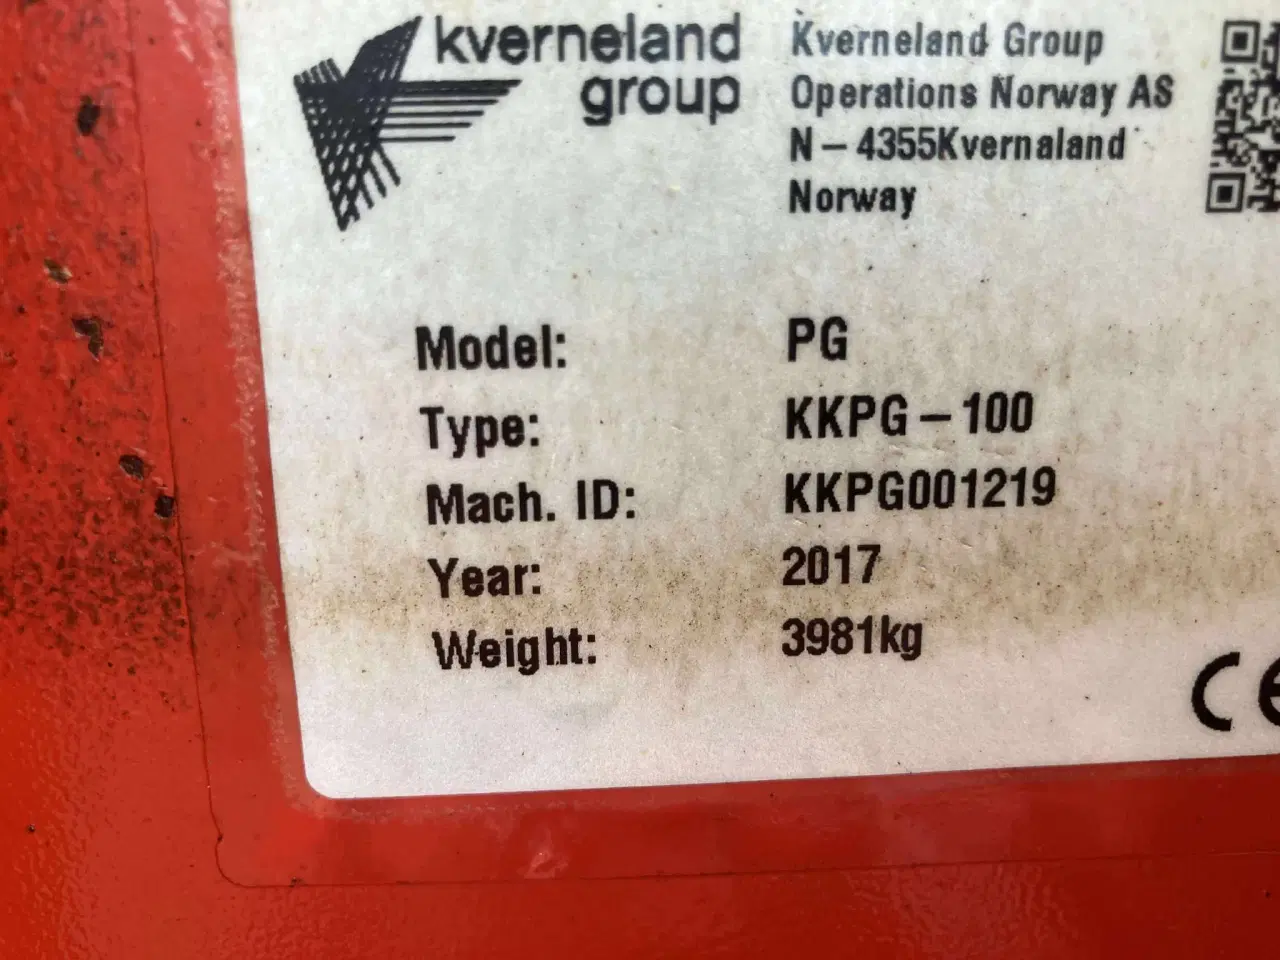 kverneland
group
Kverneland Group
Operations Norway AS
N – 4355Kvernaland
Norway
Model: PG
Type: KKPG – 100
Mach. ID: KKPG001219
Year: 2017
Weight: 3981kg
CE